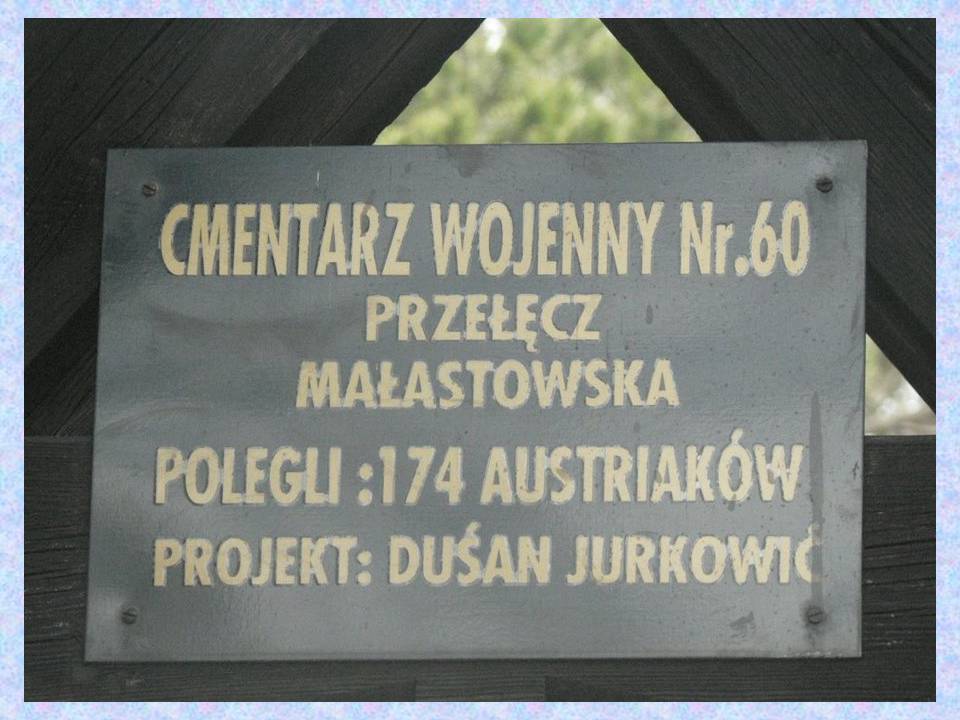 CMENTARZ WOJENNY Nr.60
PRZEŁĘCZ
MAŁASTOWSKA
POLEGLI :174 AUSTRIAKÓW
PROJEKT: DUŚAN JURKOWIĆ